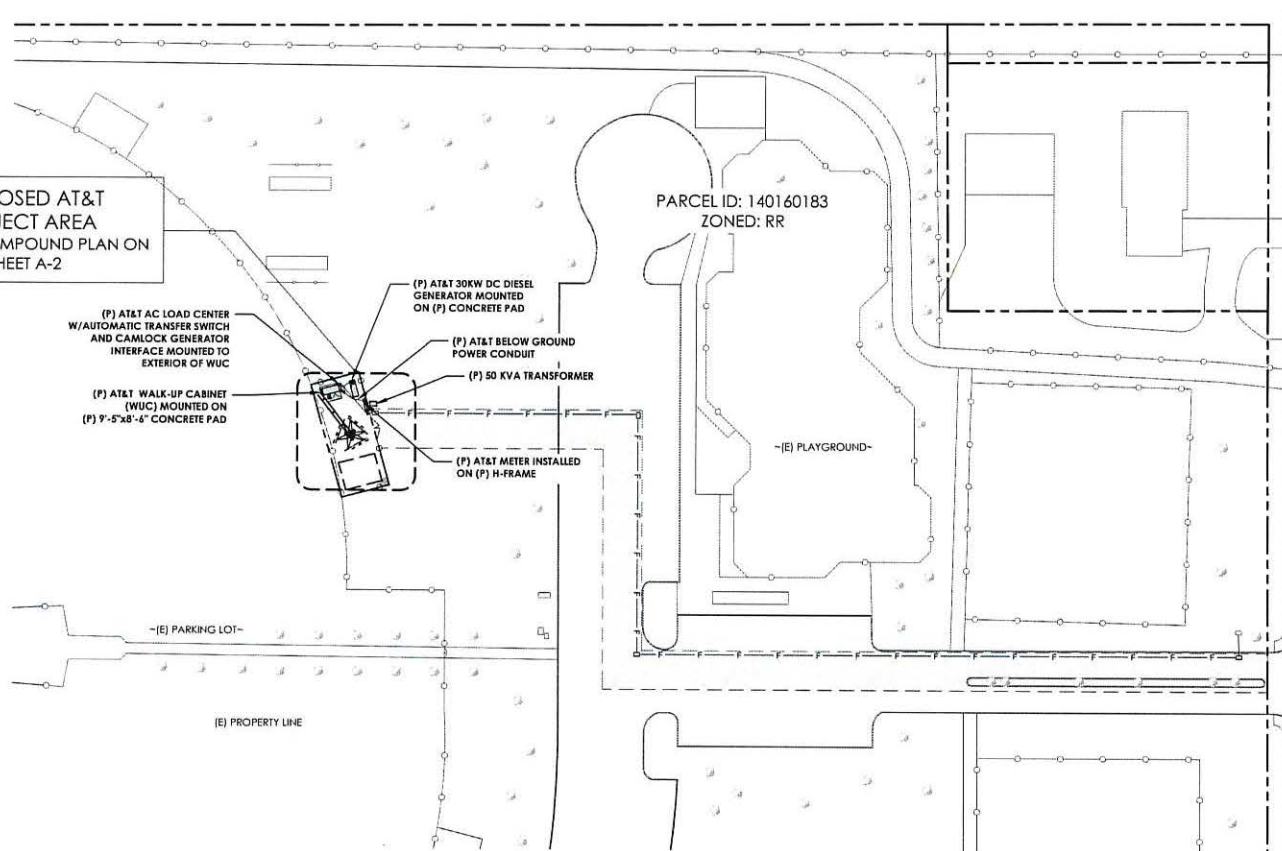 OSED AT&T
JECT AREA
MPOUND PLAN ON
HEET A-2
PARCEL ID: 140160183
ZONED: RR
(P) AT&T 30KW DC DIESEL
GENERATOR MOUNTED
ON (P) CONCRETE PAD
(P) AT&T AC LOAD CENTER
W/AUTOMATIC TRANSFER SWITCH
AND CAMLOCK GENERATOR
INTERFACE MOUNTED TO
EXTERIOR OF WUC
(P) AT&T BELOW GROUND
POWER CONDUIT
(P) 50 KVA TRANSFORMER
(P) AT&T WALK-UP CABINET
(WUC) MOUNTED ON
(P) 9'-5"x8'-6" CONCRETE PAD
~(E) PLAYGROUND~
(P) AT&T METER INSTALLED
ON (P) H-FRAME
F F F F F F
~(E) PARKING LOT~
F F F F F F F F F F F F F F F
(E) PROPERTY LINE